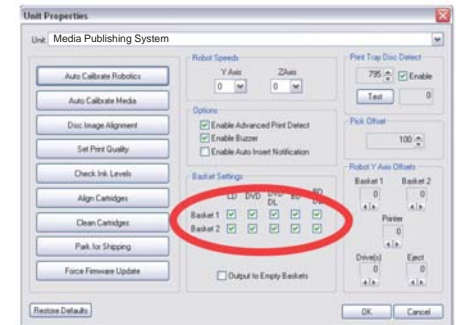 Unit Properties
Unit: Media Publishing System
Auto Calibrate Robotics
Auto Calibrate Media
Disc Image Alignment
Set Print Quality
Check Ink Levels
Align Cartridges
Clean Cartridges
Park for Shipping
Force Firmware Update
Restore Defaults
Robot Speeds
Y Axis ZAxis
0 0
Options
Enable Advanced Print Detect
Enable Buzzer
Enable Auto Insert Notification
Basket Settings
CD DVD DVD DL BD BD
Basket 1
Basket 2
Output to Empty Baskets
Print Tray Disc Detect
795 Enable
Test 0
Pick Offset
100
Robot Y Axis Offsets
Basket 1 Basket 2
0 0
Printer
0
Drive(s) Eject
0 0
OK Cancel